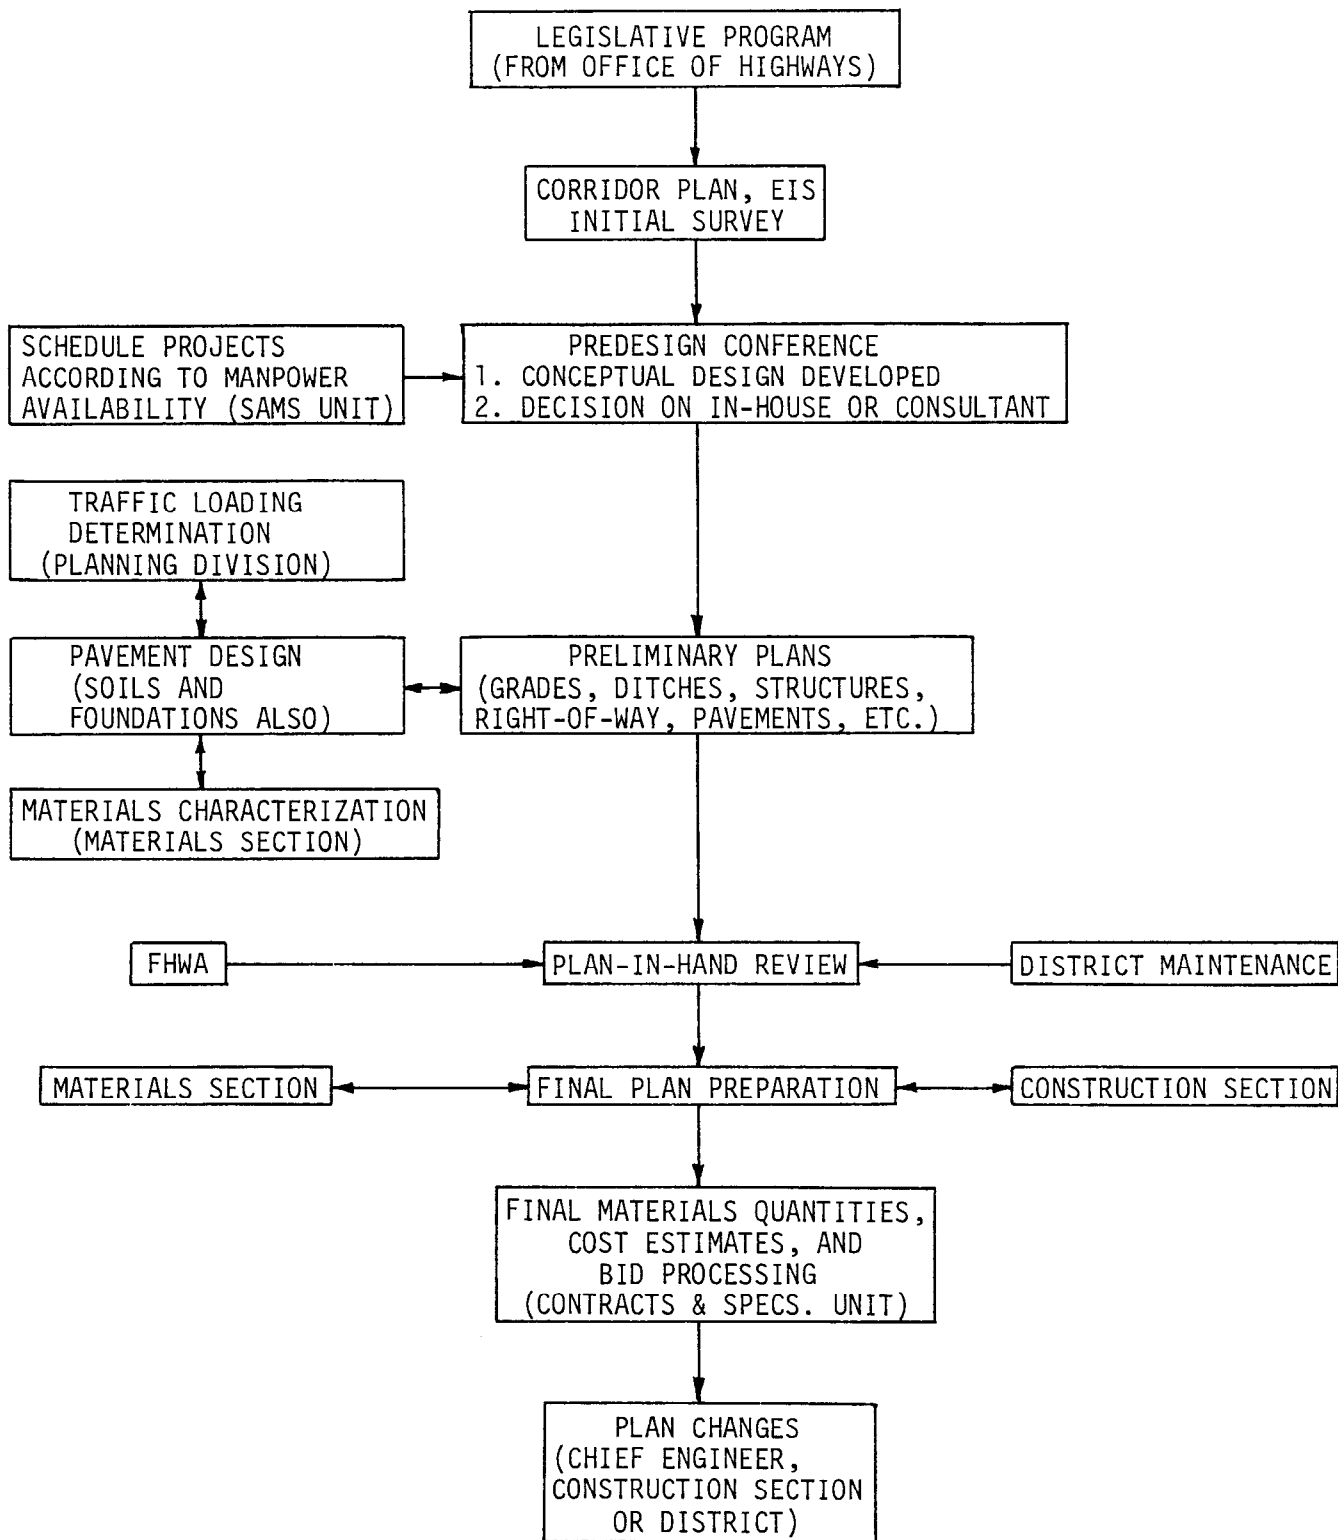 LEGISLATIVE PROGRAM
(FROM OFFICE OF HIGHWAYS)
CORRIDOR PLAN, EIS
INITIAL SURVEY
SCHEDULE PROJECTS
ACCORDING TO MANPOWER
AVAILABILITY (SAMS UNIT)
PREDESIGN CONFERENCE
1. CONCEPTUAL DESIGN DEVELOPED
2. DECISION ON IN-HOUSE OR CONSULTANT
TRAFFIC LOADING
DETERMINATION
(PLANNING DIVISION)
PAVEMENT DESIGN
(SOILS AND
FOUNDATIONS ALSO)
PRELIMINARY PLANS
(GRADES, DITCHES, STRUCTURES,
RIGHT-OF-WAY, PAVEMENTS, ETC.)
MATERIALS CHARACTERIZATION
(MATERIALS SECTION)
FHWA
PLAN-IN-HAND REVIEW
DISTRICT MAINTENANCE
MATERIALS SECTION
FINAL PLAN PREPARATION
CONSTRUCTION SECTION
FINAL MATERIALS QUANTITIES,
COST ESTIMATES, AND
BID PROCESSING
(CONTRACTS & SPECS. UNIT)
PLAN CHANGES
(CHIEF ENGINEER,
CONSTRUCTION SECTION
OR DISTRICT)